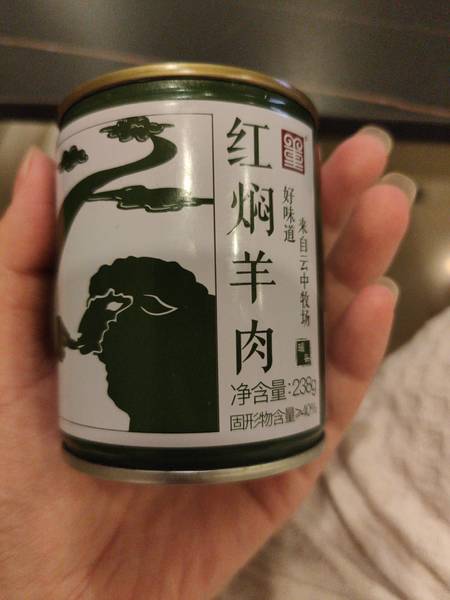 红焖羊肉
好味道
来自云中牧场
净含量:238g
固形物含量≥40%